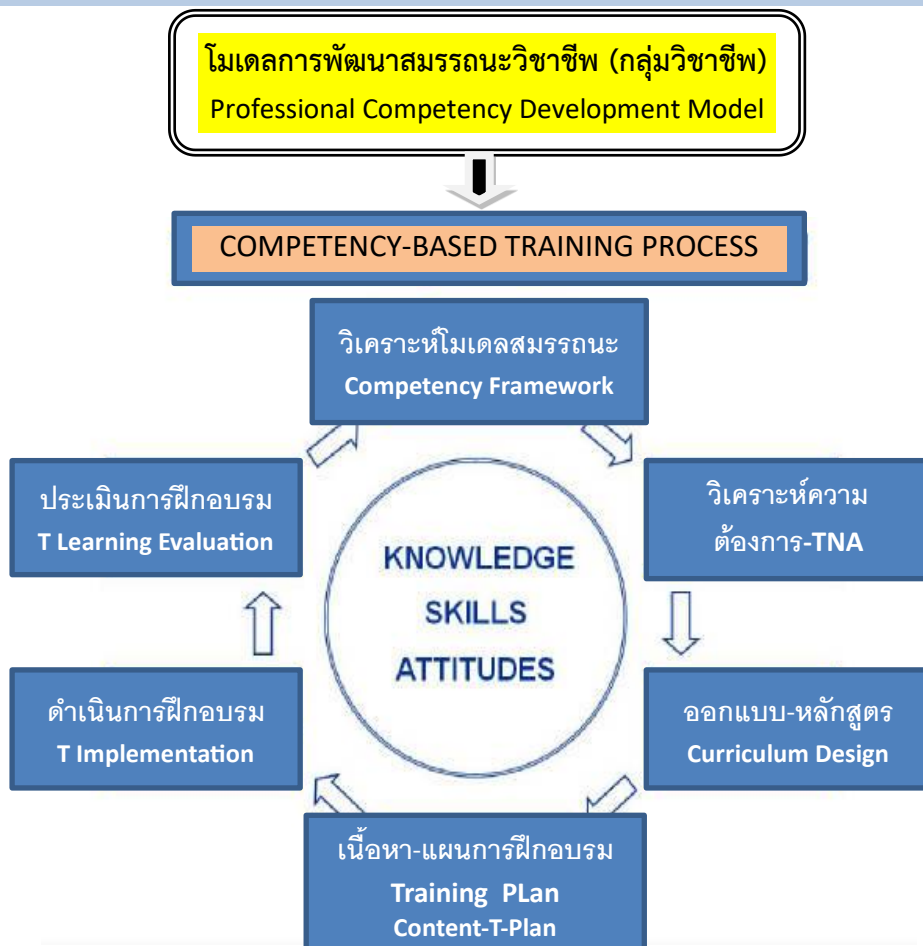 โมเดลการพัฒนาสมรรถนะวิชาชีพ (กลุ่มวิชาชีพ)
Professional Competency Development Model
COMPETENCY-BASED TRAINING PROCESS
วิเคราะห์โมเดลสมรรถนะ
Competency Framework
วิเคราะห์ความ
ต้องการ-TNA
ออกแบบ-หลักสูตร
Curriculum Design
เนื้อหา-แผนการฝึกอบรม
Training PLan
Content-T-Plan
ดำเนินการฝึกอบรม
T Implementation
ประเมินการฝึกอบรม
T Learning Evaluation
KNOWLEDGE
SKILLS
ATTITUDES